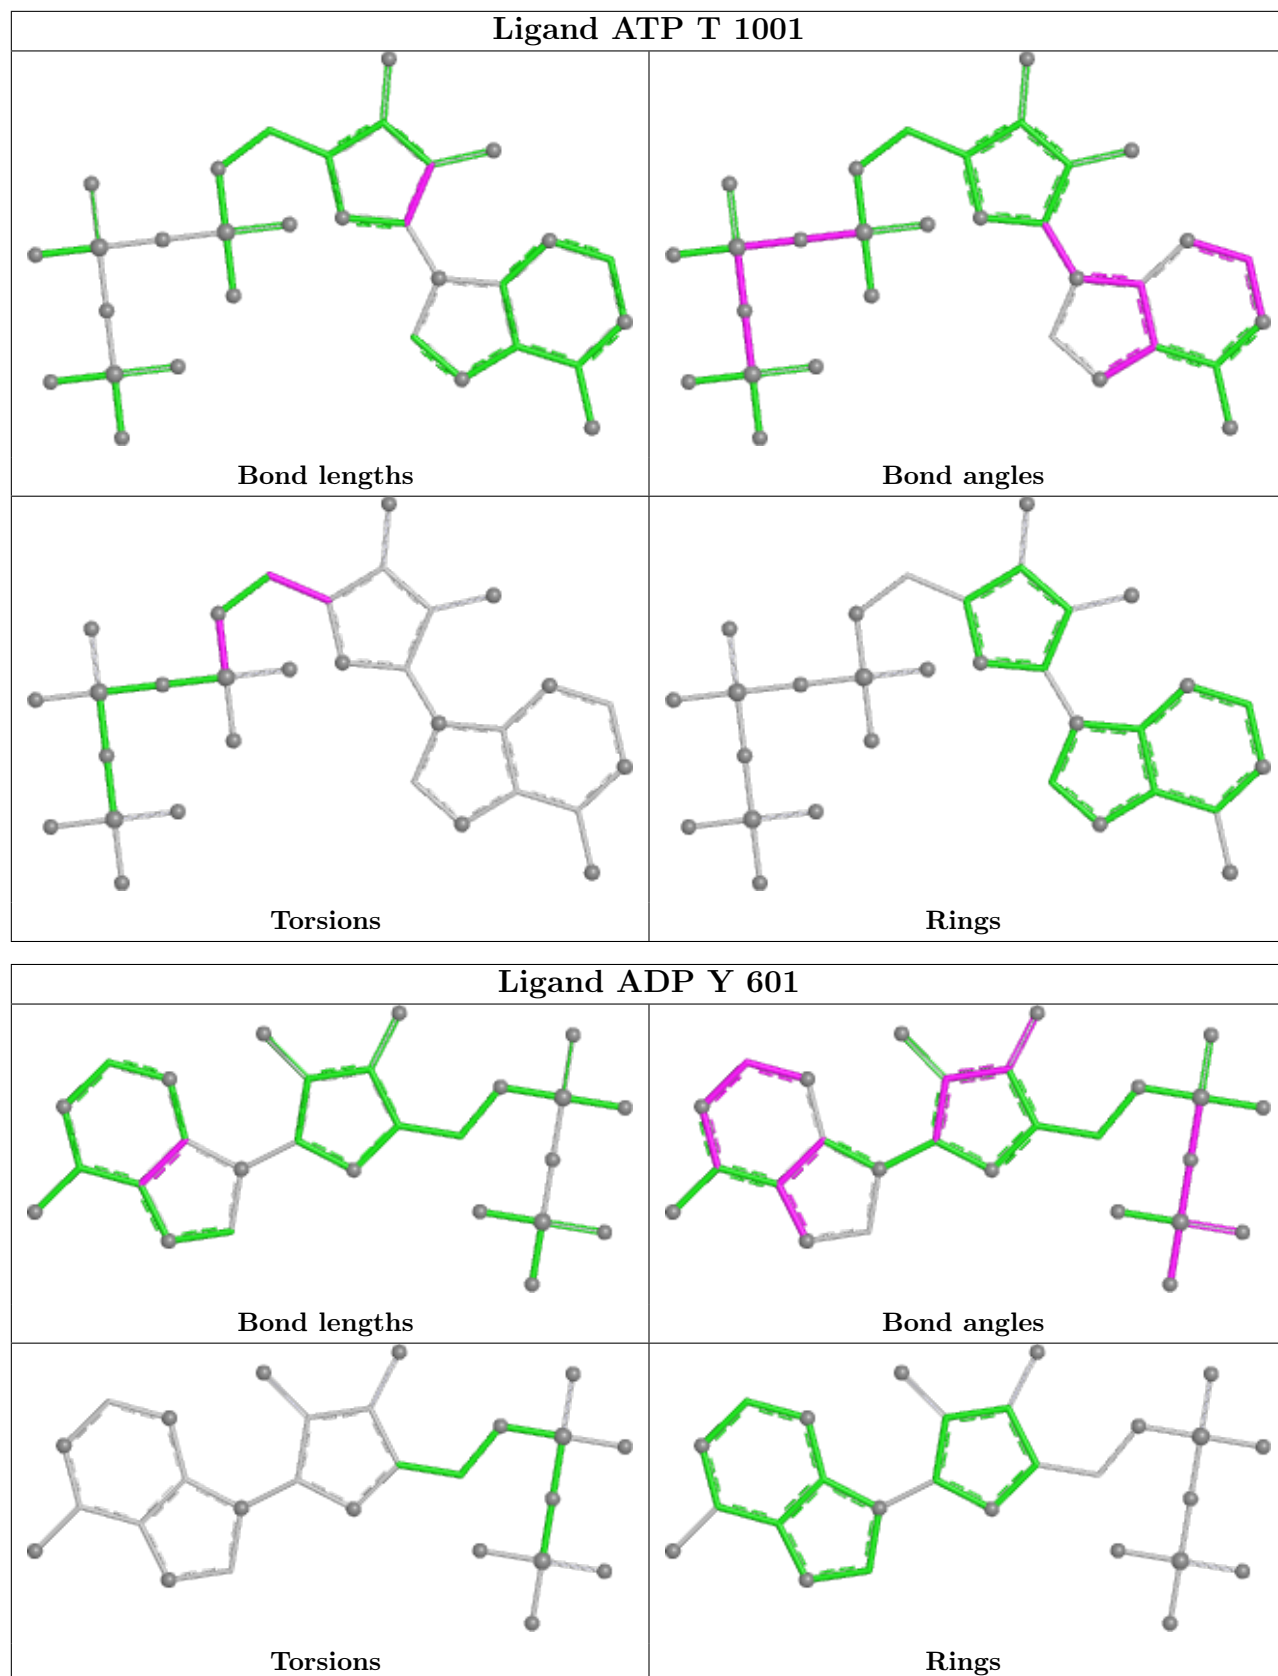 Ligand ATP T 1001
Bond lengths
Bond angles
Torsions
Rings
Ligand ADP Y 601
Bond lengths
Bond angles
Torsions
Rings